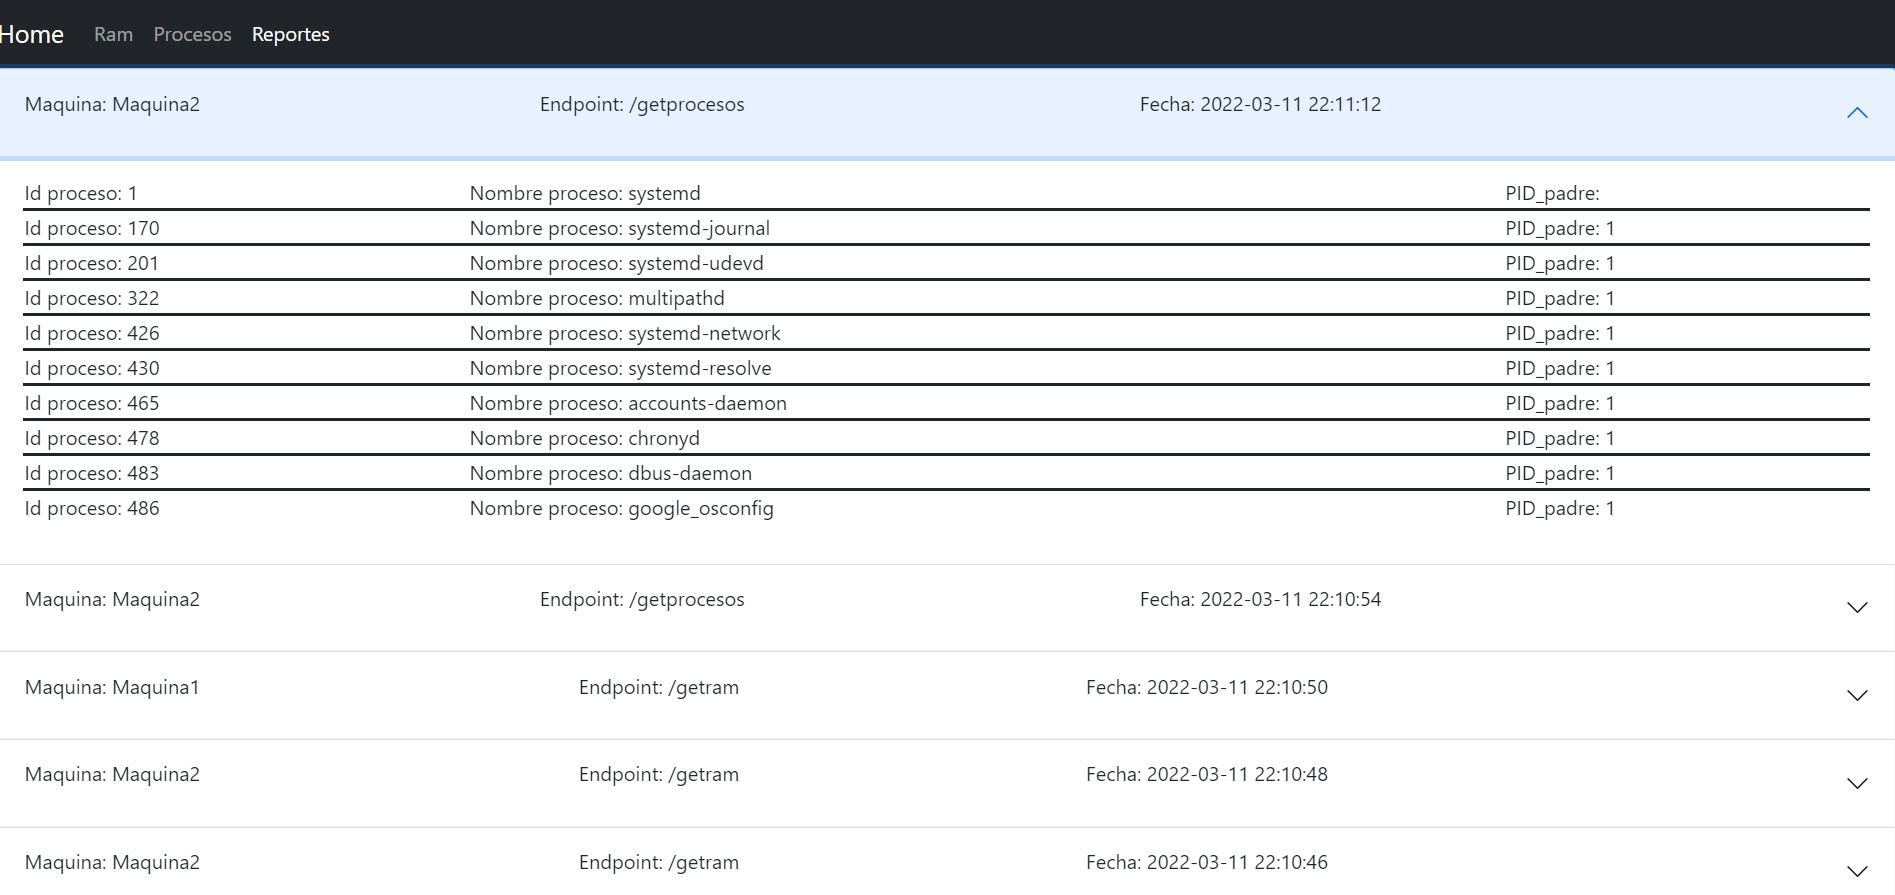 Home Ram Procesos Reportes
Maquina: Maquina2 Endpoint: /getprocesos Fecha: 2022-03-11 22:11:12
Id proceso: 1 Nombre proceso: systemd PID_padre:
Id proceso: 170 Nombre proceso: systemd-journal PID_padre: 1
Id proceso: 201 Nombre proceso: systemd-udevd PID_padre: 1
Id proceso: 322 Nombre proceso: multipathd PID_padre: 1
Id proceso: 426 Nombre proceso: systemd-network PID_padre: 1
Id proceso: 430 Nombre proceso: systemd-resolve PID_padre: 1
Id proceso: 465 Nombre proceso: accounts-daemon PID_padre: 1
Id proceso: 478 Nombre proceso: chronyd PID_padre: 1
Id proceso: 483 Nombre proceso: dbus-daemon PID_padre: 1
Id proceso: 486 Nombre proceso: google_osconfig PID_padre: 1
Maquina: Maquina2 Endpoint: /getprocesos Fecha: 2022-03-11 22:10:54
Maquina: Maquina1 Endpoint: /getram Fecha: 2022-03-11 22:10:50
Maquina: Maquina2 Endpoint: /getram Fecha: 2022-03-11 22:10:48
Maquina: Maquina2 Endpoint: /getram Fecha: 2022-03-11 22:10:46